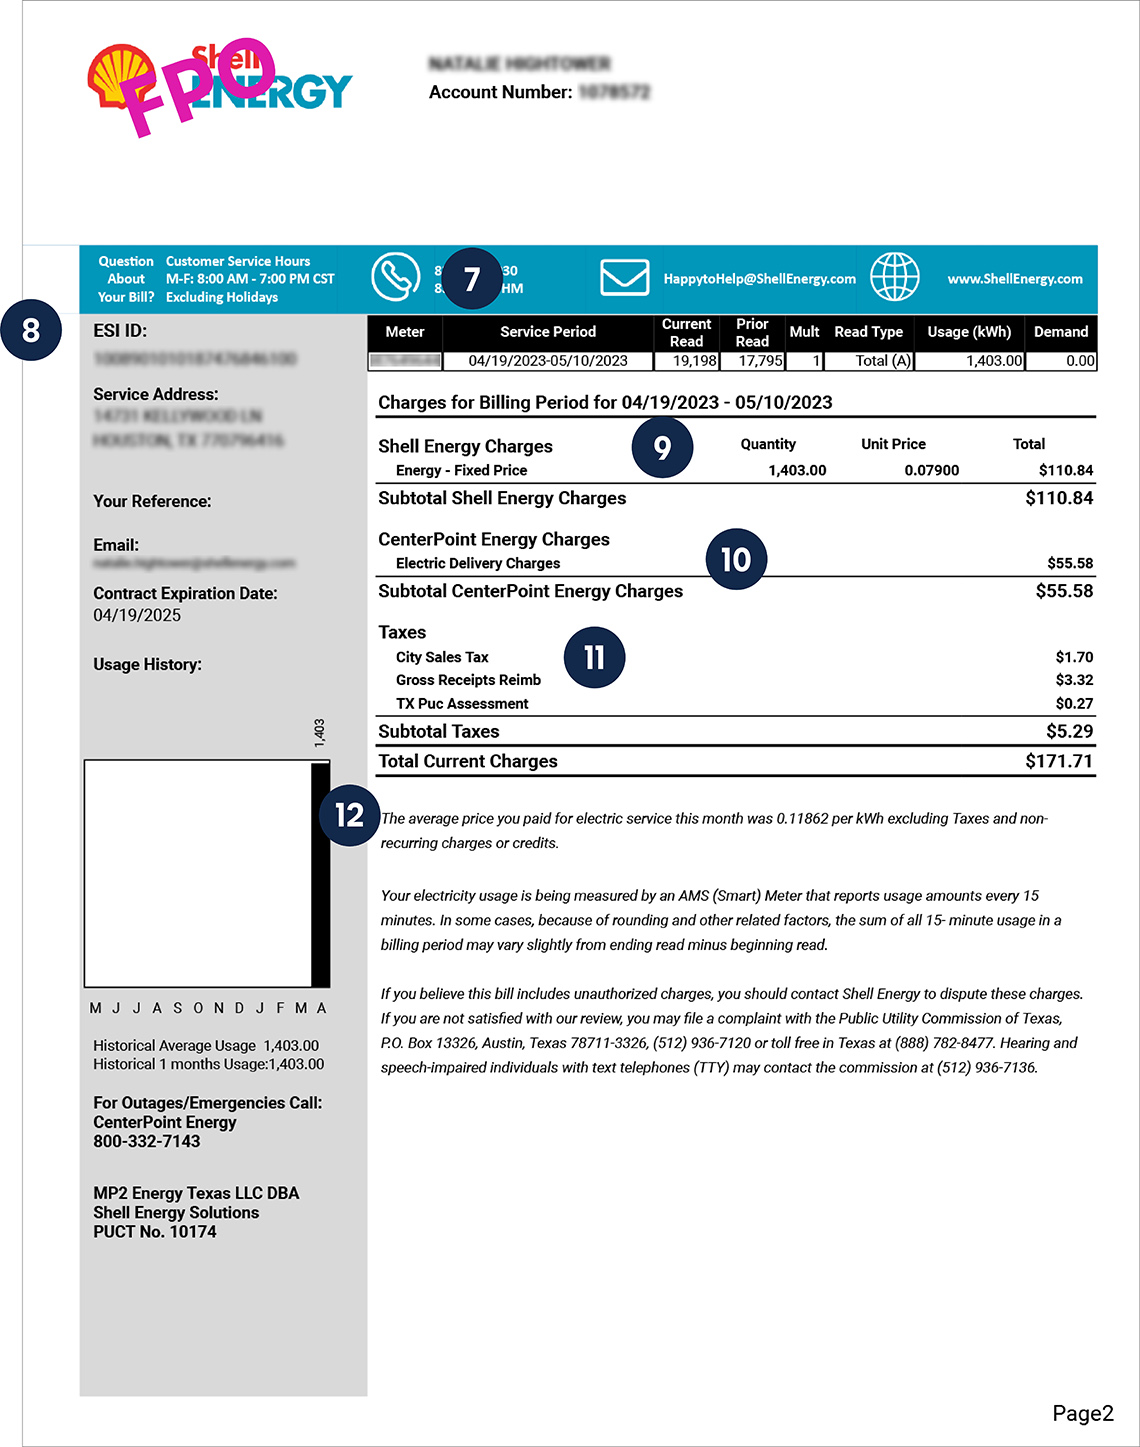 Shell
ENERGY
FPO
Account Number:
Question
About
Your Bill?
Customer Service Hours
M-F: 8:00 AM - 7:00 PM CST
Excluding Holidays
7
HappytoHelp@ShellEnergy.com
www.ShellEnergy.com
8
ESI ID:
Service Address:
Your Reference:
Email:
Contract Expiration Date:
04/19/2025
Usage History:
1,403
M J J A S O N D J F M A
Historical Average Usage 1,403.00
Historical 1 months Usage:1,403.00
For Outages/Emergencies Call:
CenterPoint Energy
800-332-7143
MP2 Energy Texas LLC DBA
Shell Energy Solutions
PUCT No. 10174
Meter Service Period Current Read Prior Read Mult Read Type Usage (kWh) Demand
04/19/2023-05/10/2023 19,198 17,795 1 Total (A) 1,403.00 0.00
Charges for Billing Period for 04/19/2023 - 05/10/2023
Shell Energy Charges 9 Quantity Unit Price Total
Energy - Fixed Price 1,403.00 0.07900 $110.84
Subtotal Shell Energy Charges $110.84
CenterPoint Energy Charges
10
Electric Delivery Charges $55.58
Subtotal CenterPoint Energy Charges $55.58
Taxes
11
City Sales Tax $1.70
Gross Receipts Reimb $3.32
TX Puc Assessment $0.27
Subtotal Taxes $5.29
Total Current Charges $171.71
12
The average price you paid for electric service this month was 0.11862 per kWh excluding Taxes and non-
recurring charges or credits.
Your electricity usage is being measured by an AMS (Smart) Meter that reports usage amounts every 15
minutes. In some cases, because of rounding and other related factors, the sum of all 15- minute usage in a
billing period may vary slightly from ending read minus beginning read.
If you believe this bill includes unauthorized charges, you should contact Shell Energy to dispute these charges.
If you are not satisfied with our review, you may file a complaint with the Public Utility Commission of Texas,
P.O. Box 13326, Austin, Texas 78711-3326, (512) 936-7120 or toll free in Texas at (888) 782-8477. Hearing and
speech-impaired individuals with text telephones (TTY) may contact the commission at (512) 936-7136.
Page2